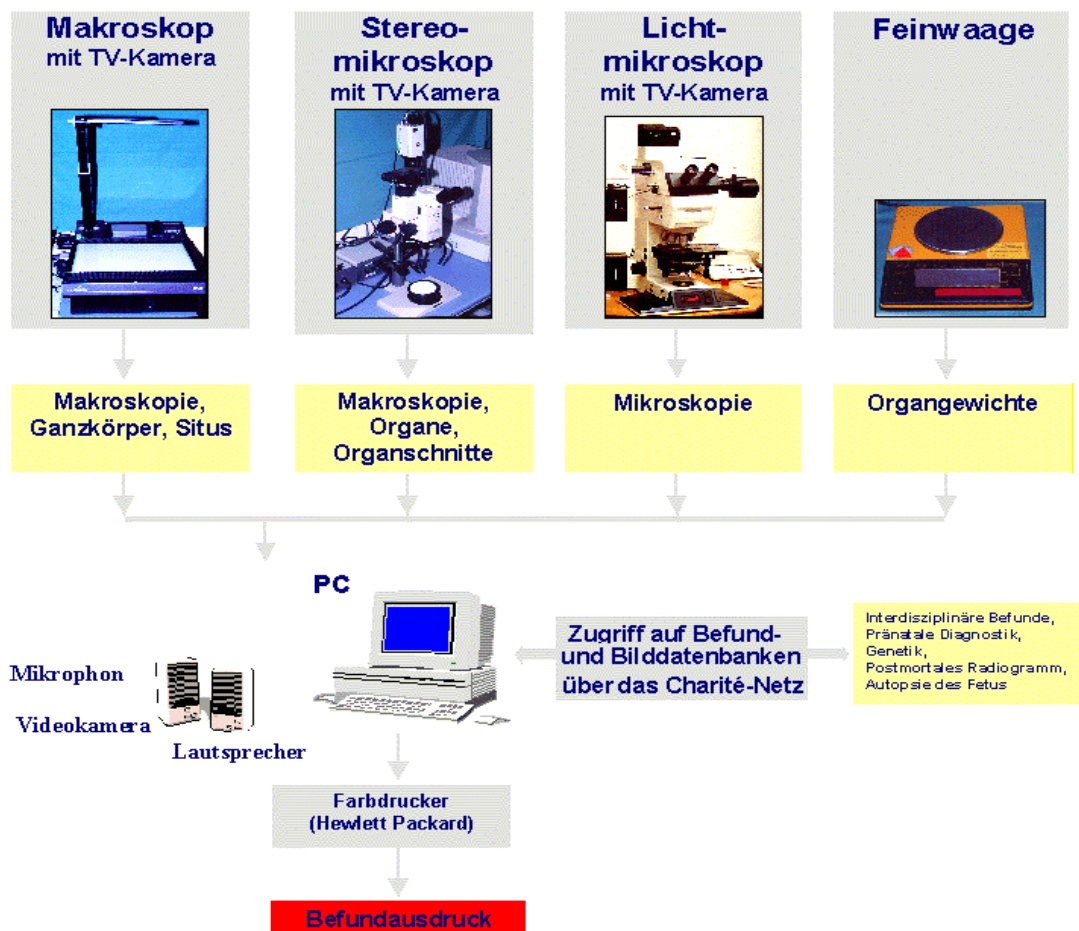 Makroskop
mit TV-Kamera
Stereo-
mikroskop
mit TV-Kamera
Licht-
mikroskop
mit TV-Kamera
Feinwaage
Makroskopie,
Ganzkörper, Situs
Makroskopie,
Organe,
Organschnitte
Mikroskopie
Organgewichte
PC
Mikrophon
Videokamera
Lautsprecher
Zugriff auf Befund-
und Bilddatenbanken
über das Charité-Netz
Interdisziplinäre Befunde,
Pränatale Diagnostik,
Genetik,
Postmortales Radiogramm,
Autopsie des Fetus
Farbdrucker
(Hewlett Packard)
Befundausdruck